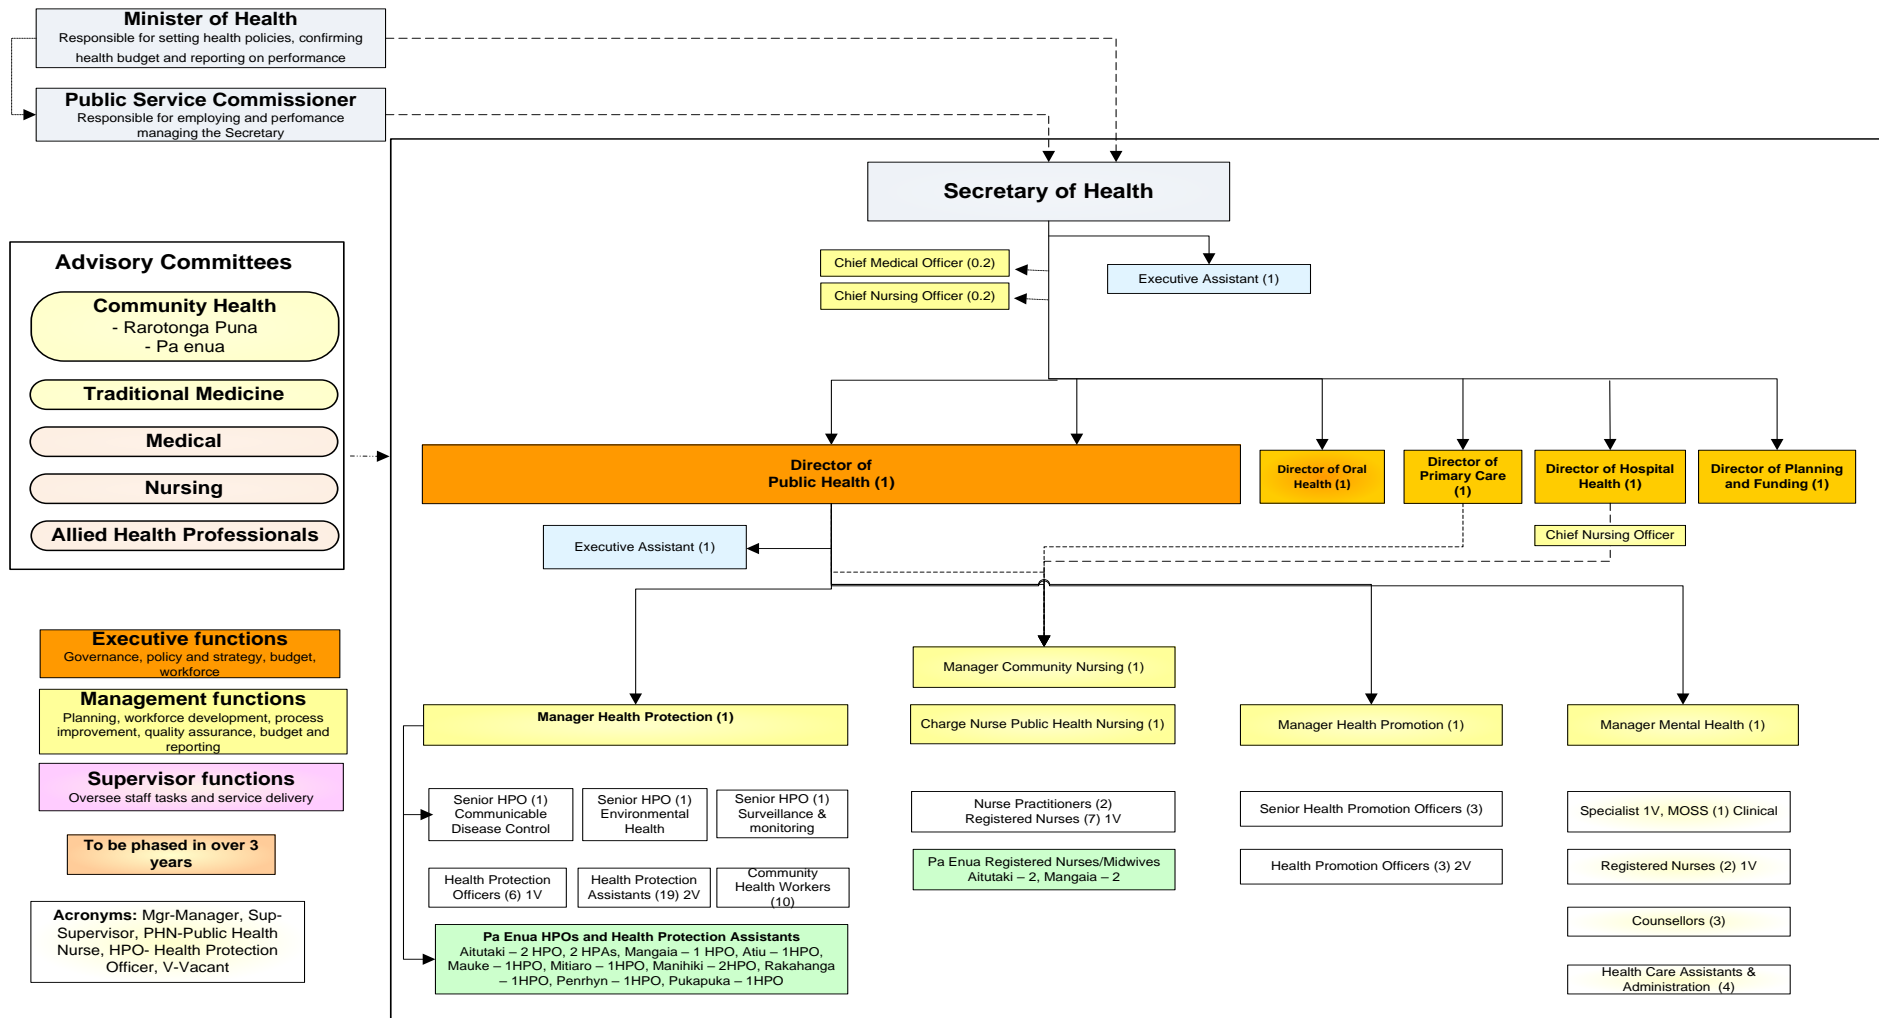 Minister of Health
Responsible for setting health policies, confirming
health budget and reporting on performance
Public Service Commissioner
Responsible for employing and perfomance
managing the Secretary
Secretary of Health
Chief Medical Officer (0.2)
Chief Nursing Officer (0.2)
Executive Assistant (1)
Advisory Committees
Community Health
- Rarotonga Puna
- Pa enua
Traditional Medicine
Medical
Nursing
Allied Health Professionals
Director of
Public Health (1)
Director of Oral
Health (1)
Director of
Primary Care
(1)
Director of Hospital
Health (1)
Director of Planning
and Funding (1)
Executive Assistant (1)
Chief Nursing Officer
Executive functions
Governance, policy and strategy, budget,
workforce
Management functions
Planning, workforce development, process
improvement, quality assurance, budget and
reporting
Supervisor functions
Oversee staff tasks and service delivery
To be phased in over 3
years
Acronyms: Mgr-Manager, Sup-
Supervisor, PHN-Public Health
Nurse, HPO- Health Protection
Officer, V-Vacant
Manager Health Protection (1)
Senior HPO (1)
Communicable
Disease Control
Senior HPO (1)
Environmental
Health
Senior HPO (1)
Surveillance &
monitoring
Health Protection
Officers (6) 1V
Health Protection
Assistants (19) 2V
Community
Health Workers
(10)
Pa Enua HPOs and Health Protection Assistants
Aitutaki – 2 HPO, 2 HPAs, Mangaia – 1 HPO, Atiu – 1HPO,
Mauke – 1HPO, Mitiaro – 1HPO, Manihiki – 2HPO, Rakahanga
– 1HPO, Penrhyn – 1HPO, Pukapuka – 1HPO
Manager Community Nursing (1)
Charge Nurse Public Health Nursing (1)
Nurse Practitioners (2)
Registered Nurses (7) 1V
Pa Enua Registered Nurses/Midwives
Aitutaki – 2, Mangaia – 2
Manager Health Promotion (1)
Senior Health Promotion Officers (3)
Health Promotion Officers (3) 2V
Manager Mental Health (1)
Specialist 1V, MOSS (1) Clinical
Registered Nurses (2) 1V
Counsellors (3)
Health Care Assistants &
Administration (4)